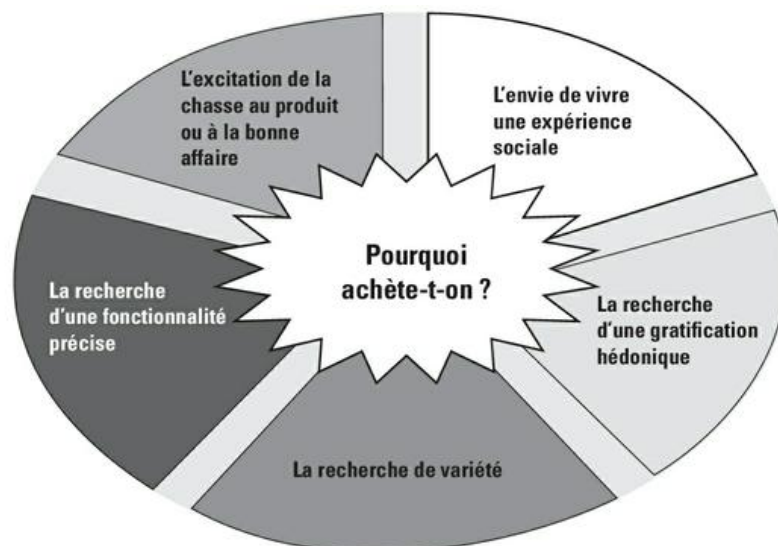 L'excitation de la
chasse au produit
ou à la bonne
affaire
L'envie de vivre
une expérience
sociale
Pourquoi
achète-t-on ?
La recherche
d'une fonctionnalité
précise
La recherche
d'une gratification
hédonique
La recherche de variété